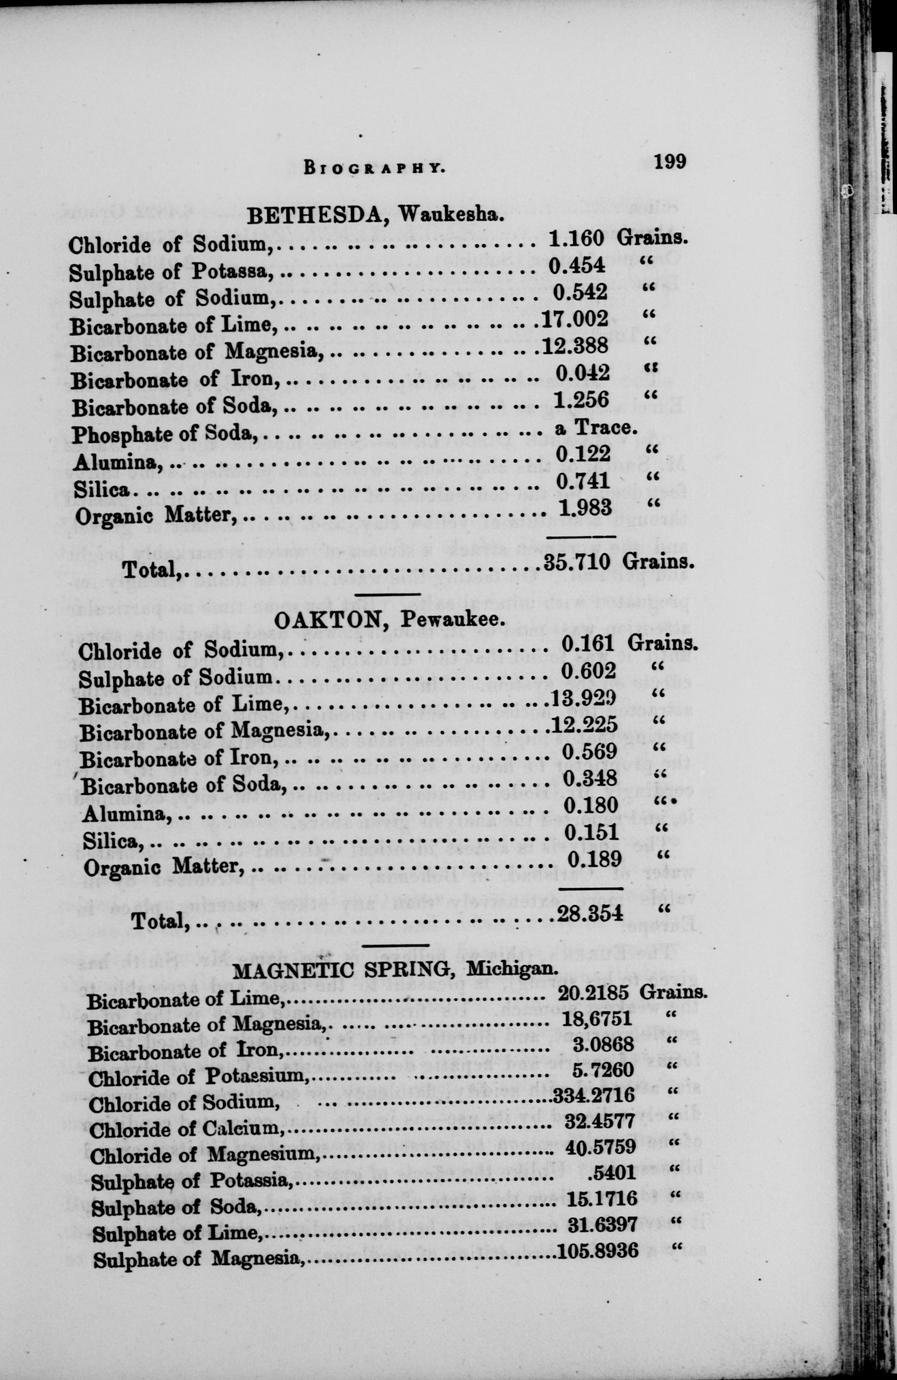 BIOGRAPHY. 199
BETHESDA, Waukesha.
Chloride of Sodium,........................ 1.160 Grains.
Sulphate of Potassa,........................ 0.454 "
Sulphate of Sodium,........................ 0.542 "
Bicarbonate of Lime,........................17.002 "
Bicarbonate of Magnesia,....................12.388 "
Bicarbonate of Iron,........................ 0.042 "
Bicarbonate of Soda,........................ 1.256 "
Phosphate of Soda,........................ a Trace.
Alumina,........................ 0.122 "
Silica........................ 0.741 "
Organic Matter,........................ 1.983 "
Total,........................35.710 Grains.
OAKTON, Pewaukee.
Chloride of Sodium,........................ 0.161 Grains.
Sulphate of Sodium........................ 0.602 "
Bicarbonate of Lime,........................13.929 "
Bicarbonate of Magnesia,....................12.225 "
Bicarbonate of Iron,........................ 0.569 "
Bicarbonate of Soda,........................ 0.348 "
Alumina,........................ 0.180 "
Silica,........................ 0.151 "
Organic Matter,........................ 0.189 "
Total,........................28.354 "
MAGNETIC SPRING, Michigan.
Bicarbonate of Lime,........................ 20.2185 Grains.
Bicarbonate of Magnesia,.................... 18,6751 "
Bicarbonate of Iron,........................ 3.0868 "
Chloride of Potassium,...................... 5.7260 "
Chloride of Sodium, ........................334.2716 "
Chloride of Calcium,........................ 32.4577 "
Chloride of Magnesium,...................... 40.5759 "
Sulphate of Potassia,....................... .5401 "
Sulphate of Soda,........................ 15.1716 "
Sulphate of Lime,........................ 31.6397 "
Sulphate of Magnesia,.......................105.8936 "